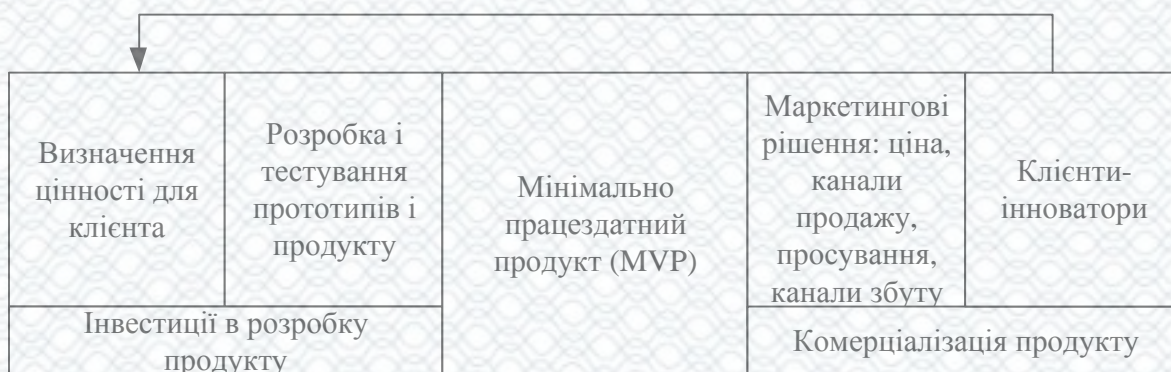 Визначення
цінності для
клієнта
Розробка і
тестування
прототипів і
продукту
Мінімально
працездатний
продукт (MVP)
Маркетингові
рішення: ціна,
канали
продажу,
просування,
канали збуту
Клієнти-
інноватори
Інвестиції в розробку
продукту
Комерціалізація продукту